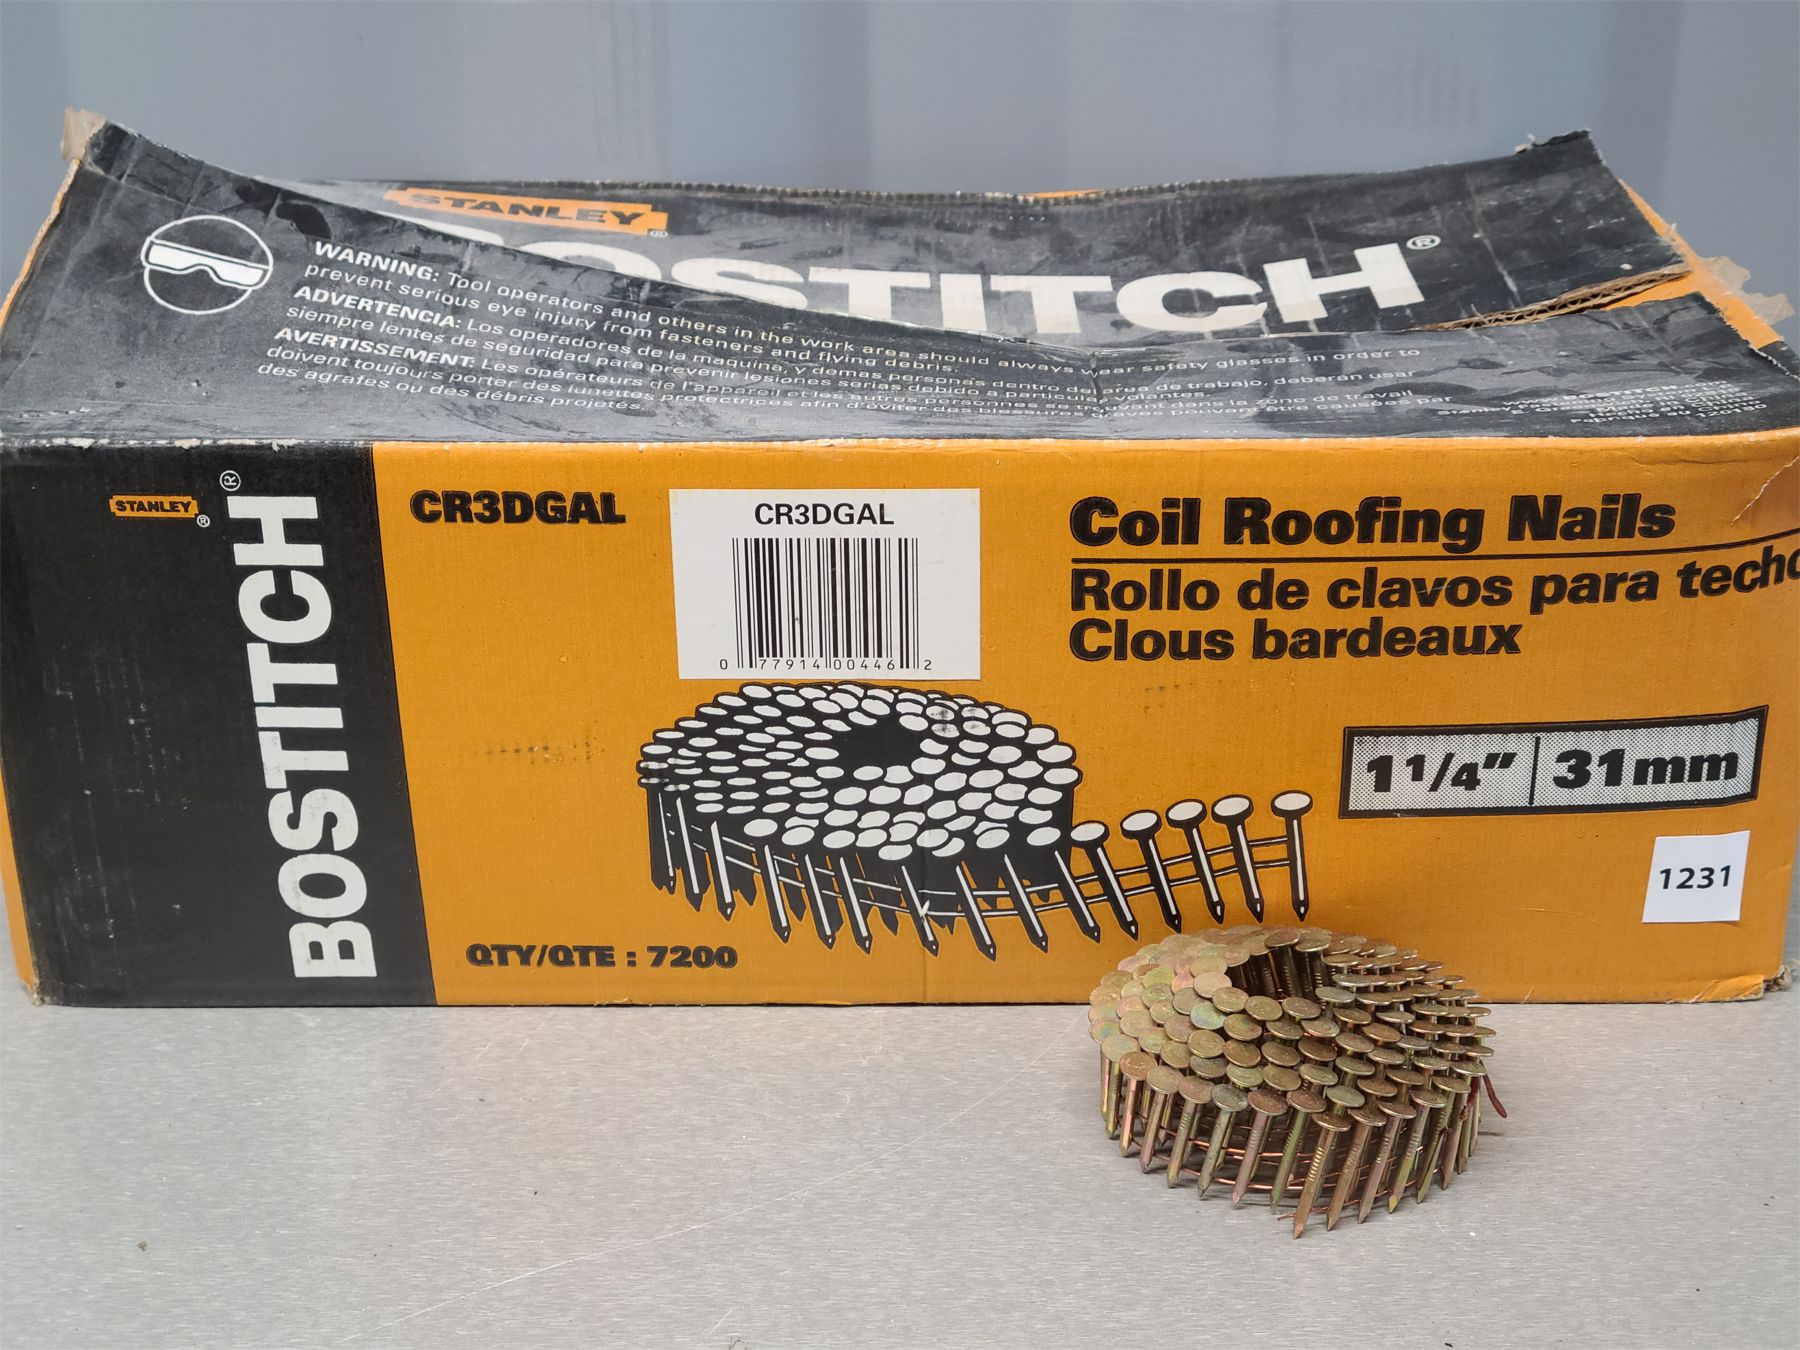 STANLEY®
BOSTITCH®
WARNING: Tool operators and others in the work area should always wear safety glasses in order to
prevent serious eye injury from fasteners and flying debris.
ADVERTENCIA: Los operadores de la maquina, y demas personas dentro del area de trabajo, deberán usar
siempre lentes de seguridad para prevenir lesiones serias debido a particulas volantes.
AVERTISSEMENT: Les opérateurs de l'appareil et les autres personnes se trouvant dans la zone de travail
doivent toujours porter des lunettes protectrices afin d'éviter des blessures graves pouvant être causées par
des agrafes ou des débris projetés.
STANLEY®
BOSTITCH®
CR3DGAL
CR3DGAL
0 77914 00446 2
Coil Roofing Nails
Rollo de clavos para techo
Clous bardeaux
1 1/4" 31mm
1231
QTY/QTE : 7200